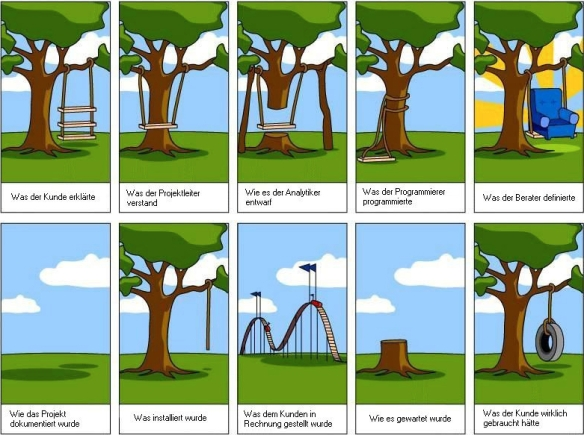 Was der Kunde erklärte
Was der Projektleiter
verstand
Wie es der Analytiker
entwarf
Was der Programmierer
programmierte
Was der Berater definierte
Wie das Projekt
dokumentiert wurde
Was installiert wurde
Was dem Kunden in
Rechnung gestellt wurde
Wie es gewartet wurde
Was der Kunde wirklich
gebraucht hätte